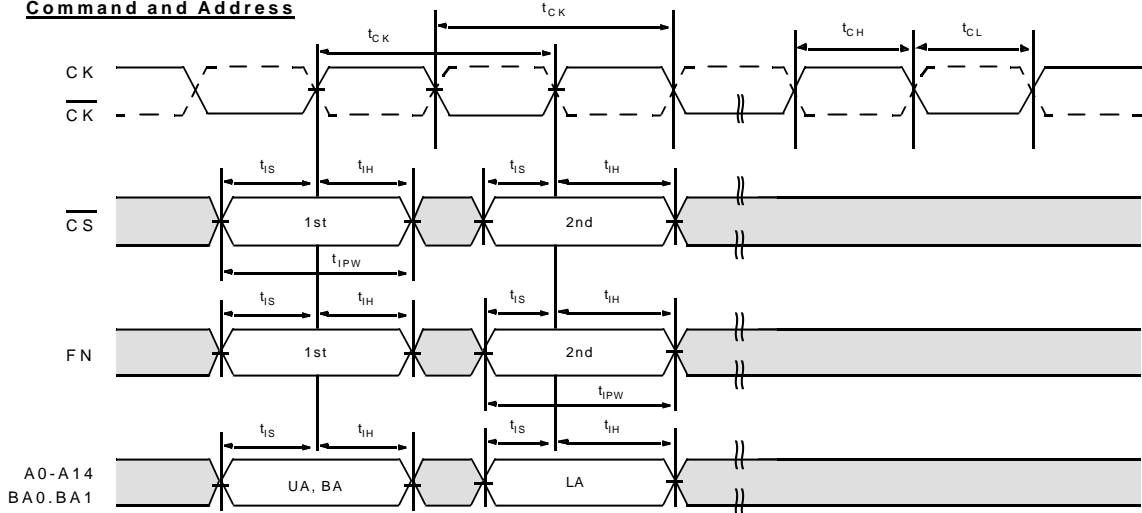 Command and Address
tCK
tCK
tCH
tCL
CK
CK
tIS
tIH
tIS
tIH
CS
1st
2nd
tIPW
tIS
tIH
tIS
tIH
FN
1st
2nd
tIPW
tIS
tIH
tIS
tIH
A0-A14
BA0.BA1
UA, BA
LA